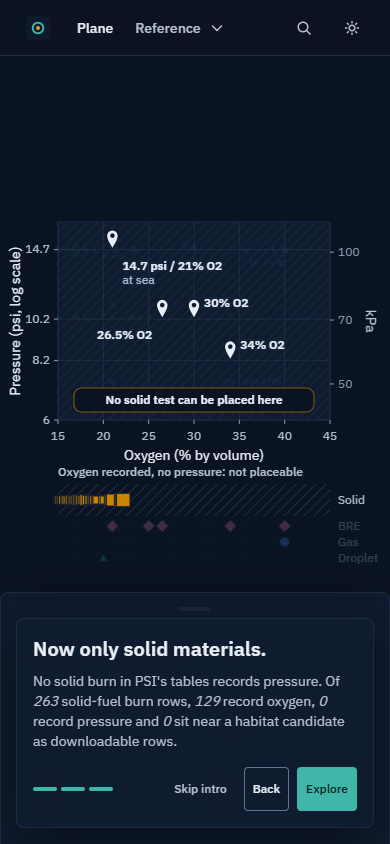 Plane Reference
Pressure (psi, log scale)
14.7
10.2
8.2
6
100
70
50
kPa
14.7 psi / 21% O2
at sea
30% O2
26.5% O2
34% O2
No solid test can be placed here
15 20 25 30 35 40 45
Oxygen (% by volume)
Oxygen recorded, no pressure: not placeable
Solid
BRE
Gas
Droplet
Now only solid materials.
No solid burn in PSI's tables records pressure. Of
263 solid-fuel burn rows, 129 record oxygen, 0
record pressure and 0 sit near a habitat candidate
as downloadable rows.
Skip intro Back Explore